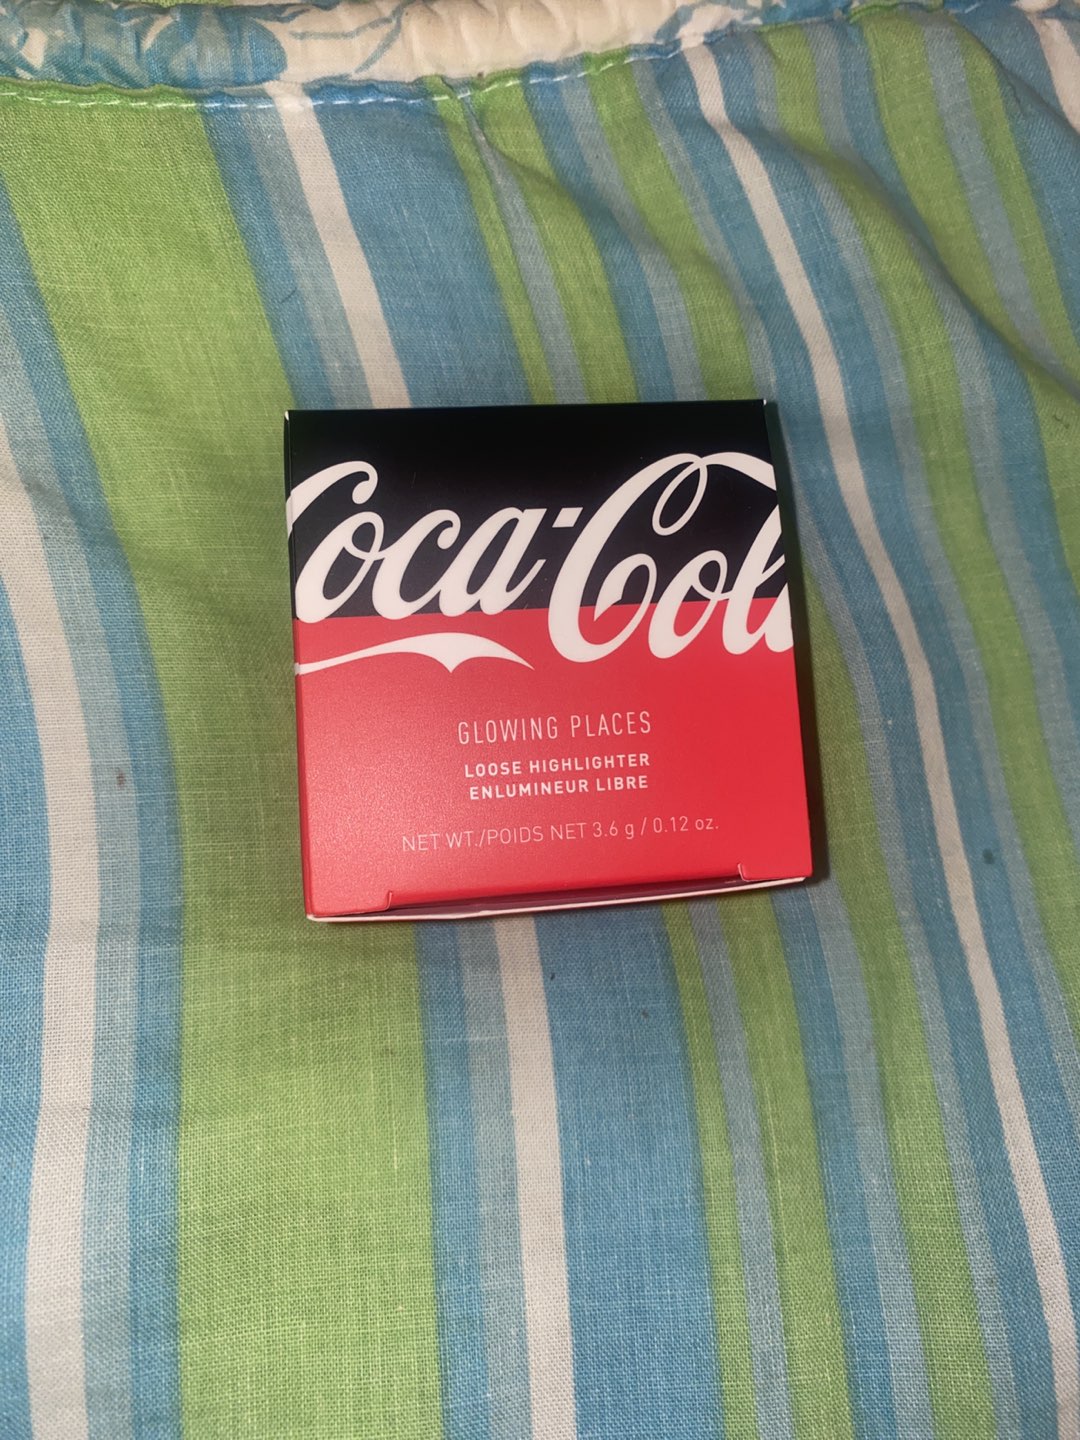 Coca-Cola
GLOWING PLACES
LOOSE HIGHLIGHTER
ENLUMINEUR LIBRE
NET WT./POIDS NET 3.6 g / 0.12 oz.